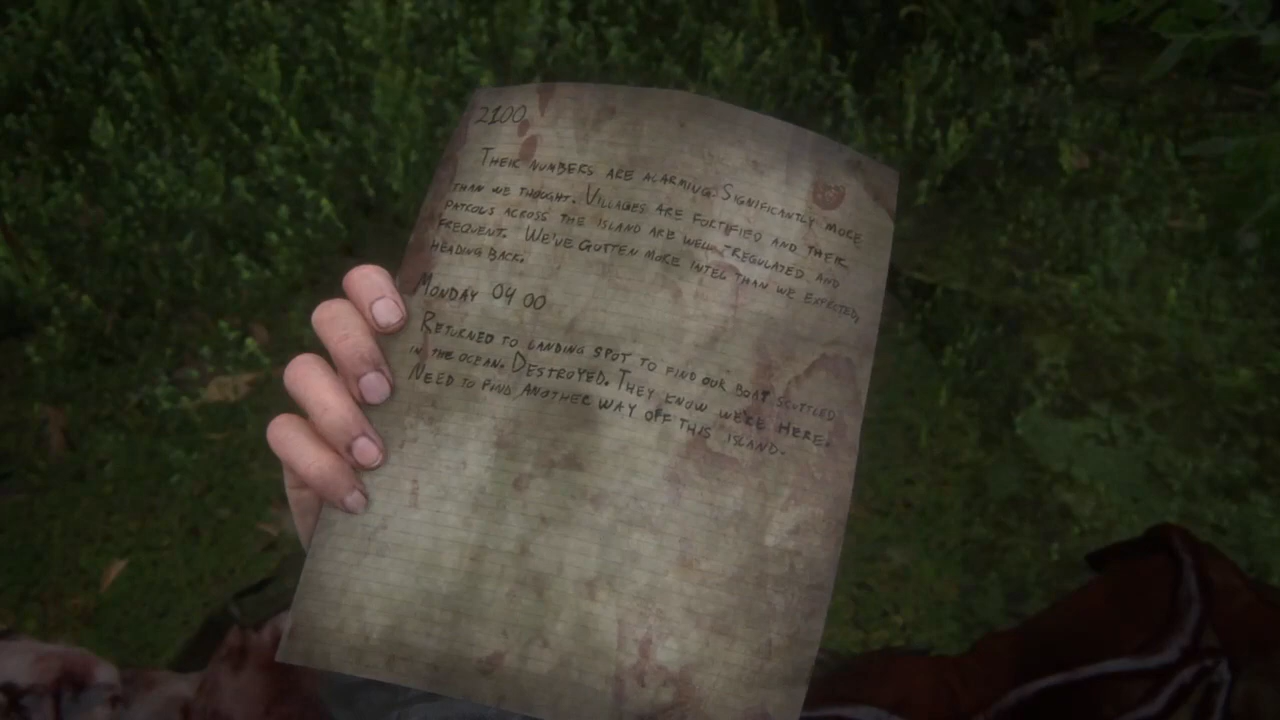 2100
THEIR NUMBERS ARE ALARMING. SIGNIFICANTLY MORE
THAN WE THOUGHT. VILLAGES ARE FORTIFIED AND THEIR
PATROLS ACROSS THE ISLAND ARE WELL-REGULATED AND
FREQUENT. WE'VE GOTTEN MORE INTEL THAN WE EXPECTED,
HEADING BACK.
MONDAY 04 00
RETURNED TO LANDING SPOT TO FIND OUR BOAT SCUTTLED
IN THE OCEAN. DESTROYED. THEY KNOW WE'RE HERE.
NEED TO FIND ANOTHER WAY OFF THIS ISLAND.